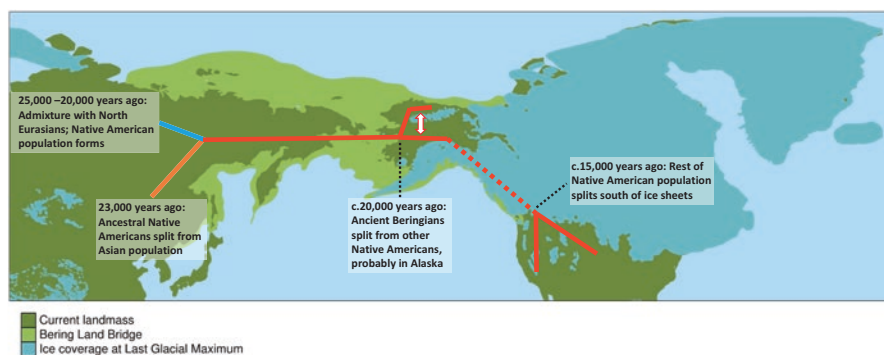 25,000 –20,000 years ago:
Admixture with North
Eurasians; Native American
population forms
23,000 years ago:
Ancestral Native
Americans split from
Asian population
c.20,000 years ago:
Ancient Beringians
split from other
Native Americans,
probably in Alaska
c.15,000 years ago: Rest of
Native American population
splits south of ice sheets
Current landmass
Bering Land Bridge
Ice coverage at Last Glacial Maximum